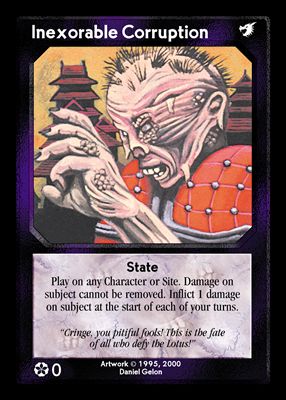 Inexorable Corruption
State
Play on any Character or Site. Damage on
subject cannot be removed. Inflict 1 damage
on subject at the start of each of your turns.
"Cringe, you pitiful fools! This is the fate
of all who defy the Lotus!"
0
Artwork © 1995, 2000
Daniel Gelon